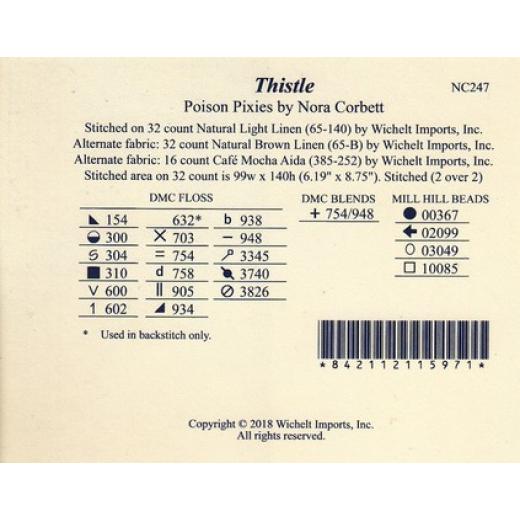 Thistle NC247
Poison Pixies by Nora Corbett
Stitched on 32 count Natural Light Linen (65-140) by Wichelt Imports, Inc.
Alternate fabric: 32 count Natural Brown Linen (65-B) by Wichelt Imports, Inc.
Alternate fabric: 16 count Café Mocha Aida (385-252) by Wichelt Imports, Inc.
Stitched area on 32 count is 99w x 140h (6.19" x 8.75"). Stitched (2 over 2)
DMC FLOSS DMC BLENDS MILL HILL BEADS
154 632* b 938 + 754/948 00367
300 X 703 – 948 02099
304 = 754 3345 03049
310 d 758 3740 10085
V 600 || 905 3826
1 602 934
* Used in backstitch only.
*842112115971*
Copyright © 2018 Wichelt Imports, Inc.
All rights reserved.